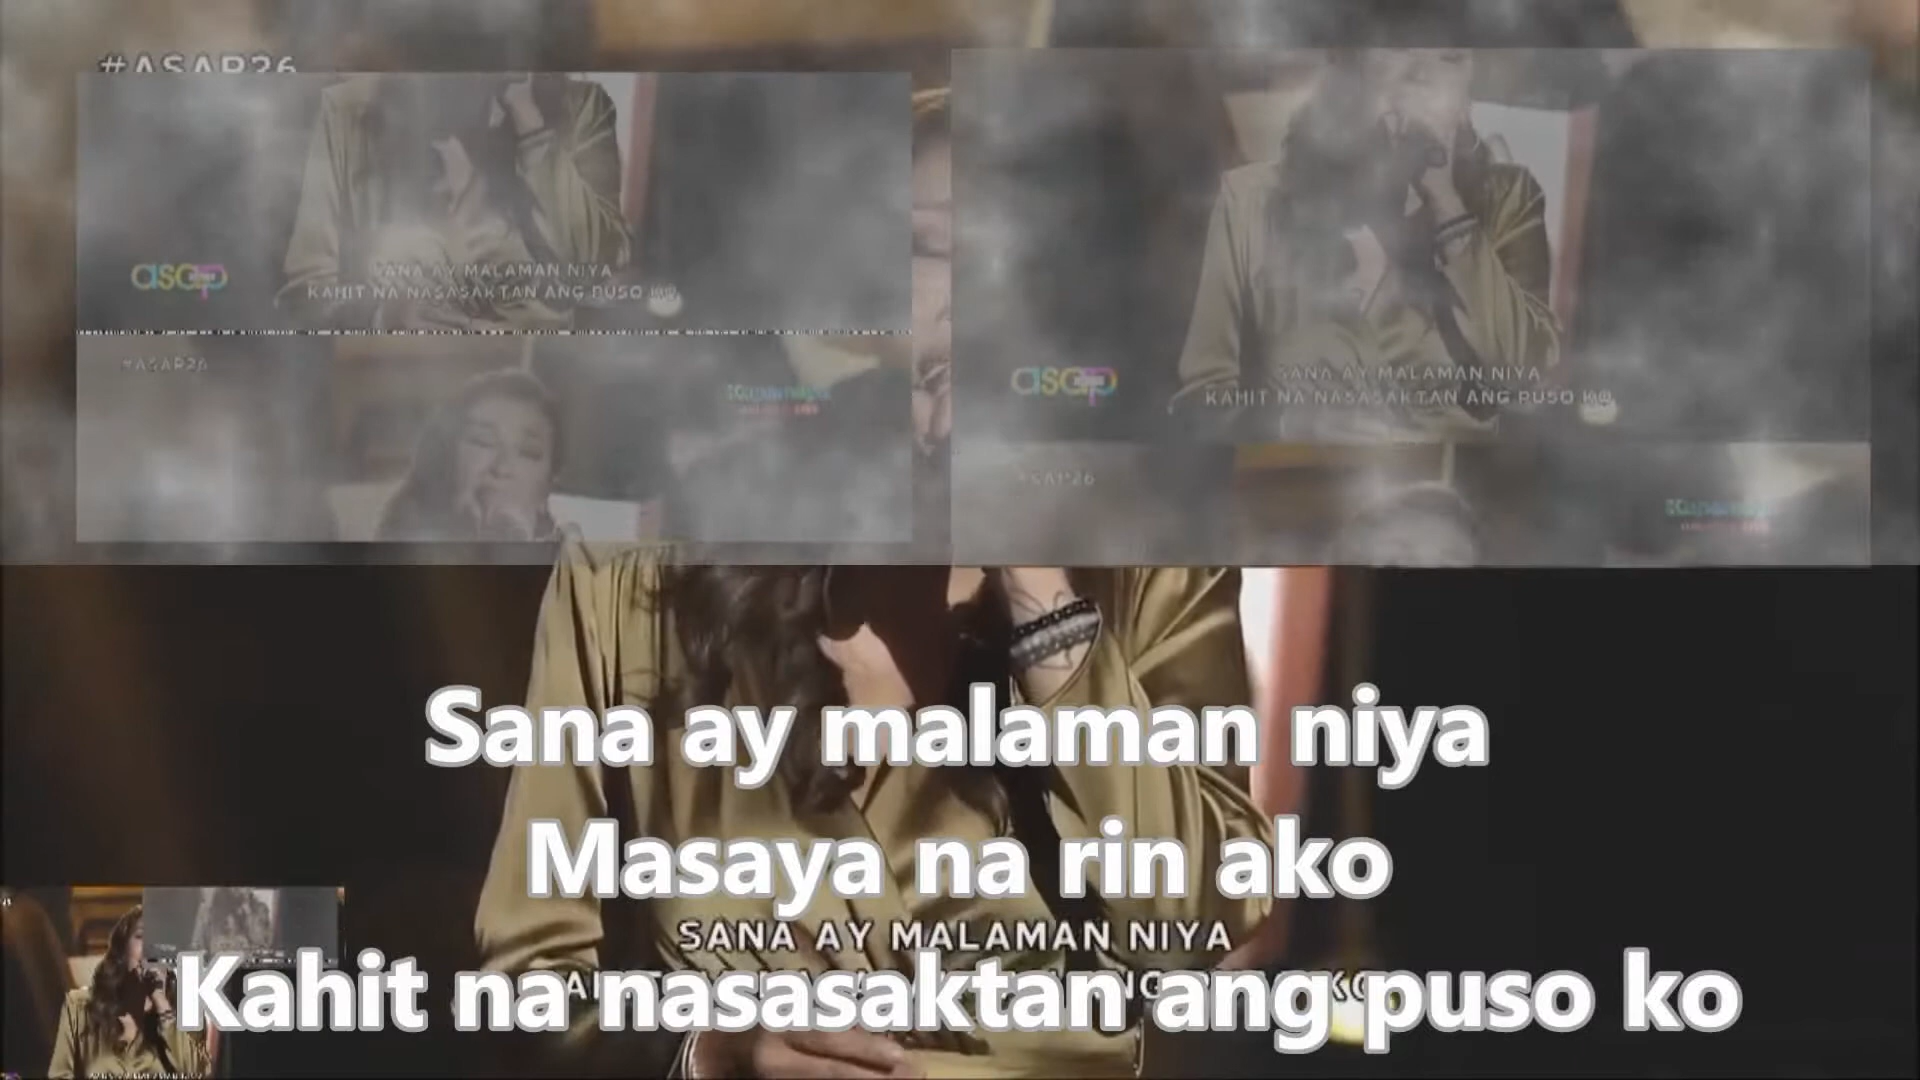 #ASAP26
SANA AY MALAMAN NIYA
KAHIT NA NASASAKTAN ANG PUSO KO
asap
#ASAP26
Kapamilya
SANA AY MALAMAN NIYA
KAHIT NA NASASAKTAN ANG PUSO KO
asap
#ASAP26
Sana ay malaman niya
Masaya na rin ako
SANA AY MALAMAN NIYA
Kahit na nasasaktan ang puso ko